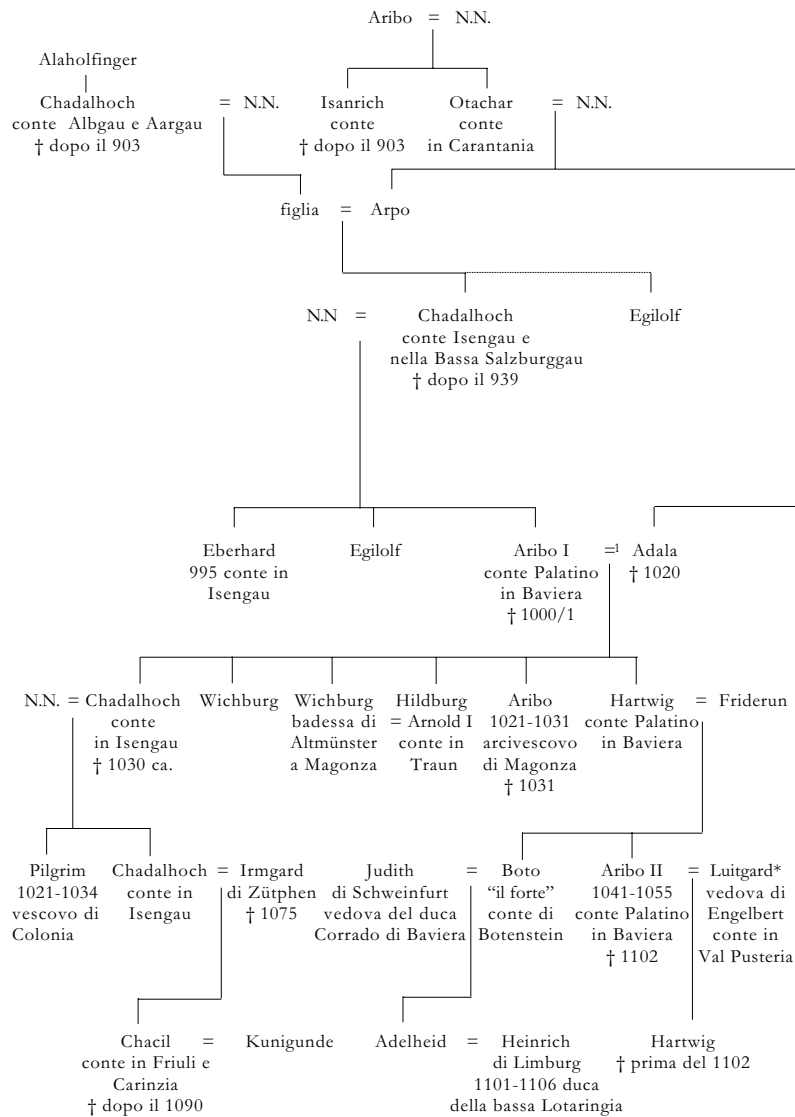 Aribo = N.N.
Alaholfinger
Chadalhoch = N.N. Isanrich Otachar = N.N.
conte Albgau e Aargau conte conte
† dopo il 903 † dopo il 903 in Carantania
figlia = Arpo
N.N = Chadalhoch Egilolf
conte Isengau e
nella Bassa Salzburggau
† dopo il 939
Eberhard Egilolf Aribo I =¹ Adala
995 conte in conte Palatino † 1020
Isengau in Baviera
† 1000/1
N.N. = Chadalhoch Wichburg Wichburg Hildburg Aribo Hartwig = Friderun
conte badessa di = Arnold I 1021-1031 conte Palatino
in Isengau Altmünster conte in arcivescovo in Baviera
† 1030 ca. a Magonza Traun di Magonza
† 1031
Pilgrim Chadalhoch = Irmgard Judith = Boto Aribo II = Luitgard*
1021-1034 conte in di Zütphen di Schweinfurt “il forte” 1041-1055 vedova di
vescovo di Isengau † 1075 vedova del duca conte di conte Palatino Engelbert
Colonia Corrado di Baviera Botenstein in Baviera conte in
† 1102 Val Pusteria
Chacil = Kunigunde Adelheid = Heinrich Hartwig
conte in Friuli e di Limburg † prima del 1102
Carinzia 1101-1106 duca
† dopo il 1090 della bassa Lotaringia